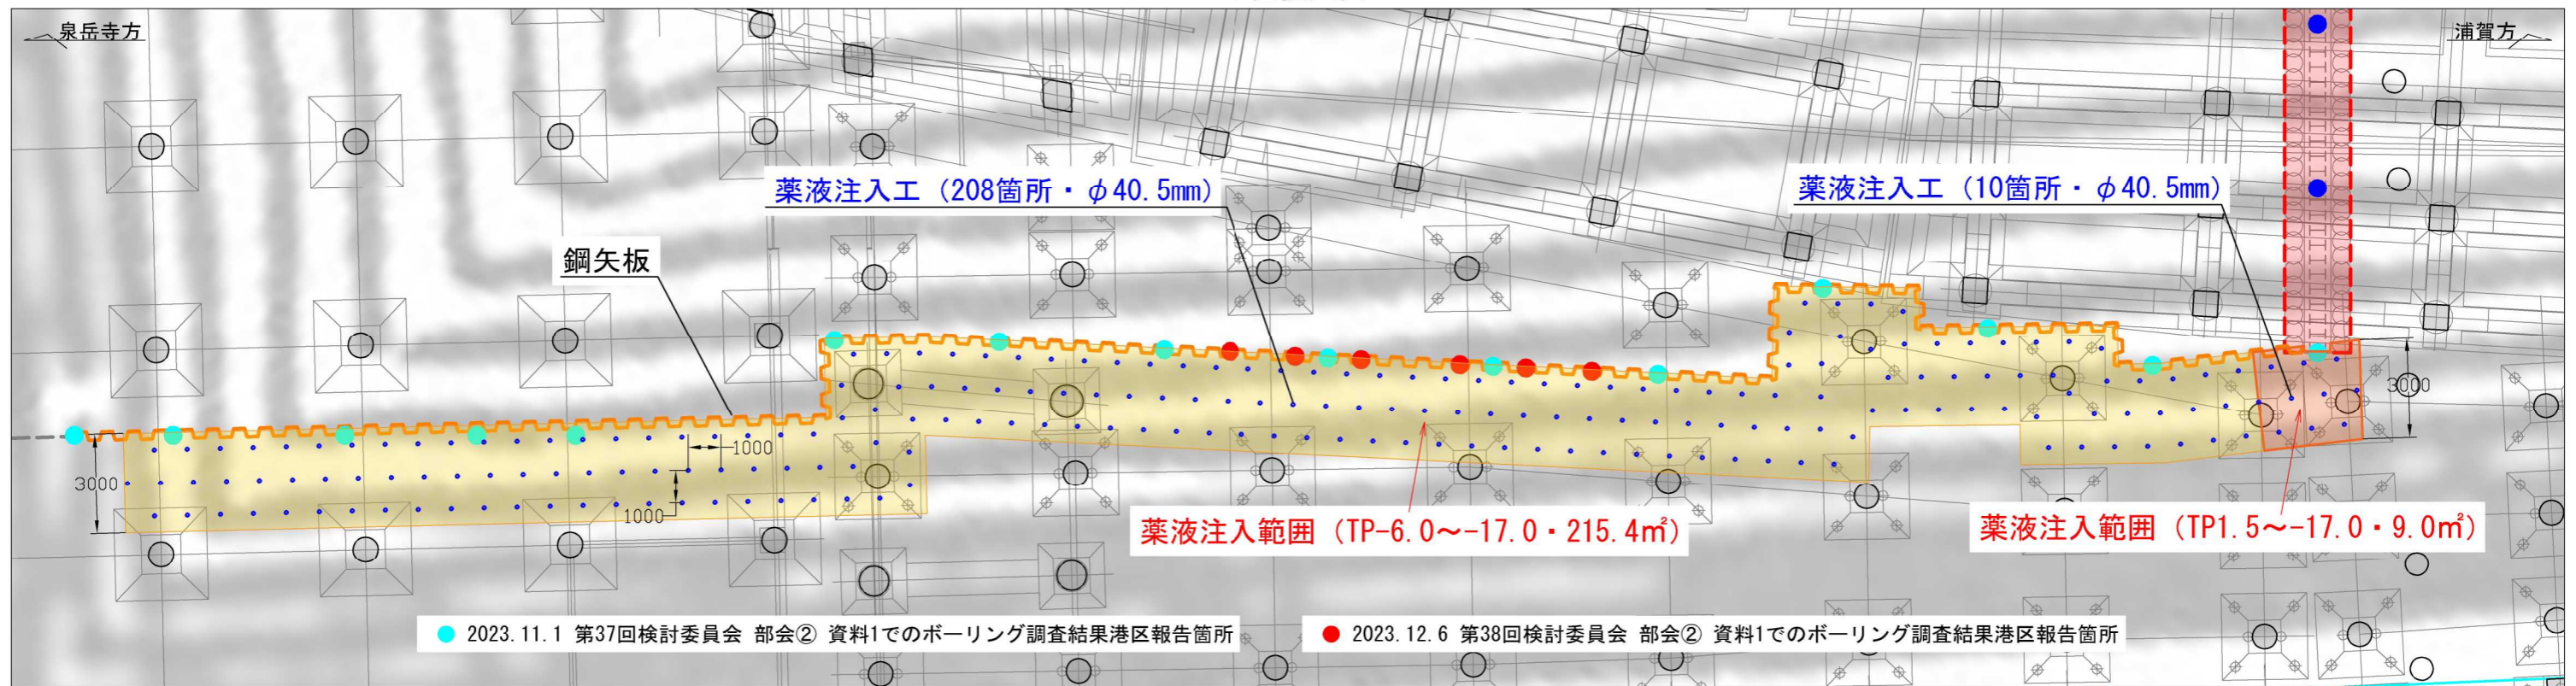 泉岳寺方
浦賀方
薬液注入工（208箇所・φ40.5mm）
薬液注入工（10箇所・φ40.5mm）
鋼矢板
3000
1000
3000
1000
薬液注入範囲（TP-6.0～-17.0・215.4㎡）
薬液注入範囲（TP1.5～-17.0・9.0㎡）
2023.11.1 第37回検討委員会 部会② 資料1でのボーリング調査結果港区報告箇所
2023.12.6 第38回検討委員会 部会② 資料1でのボーリング調査結果港区報告箇所